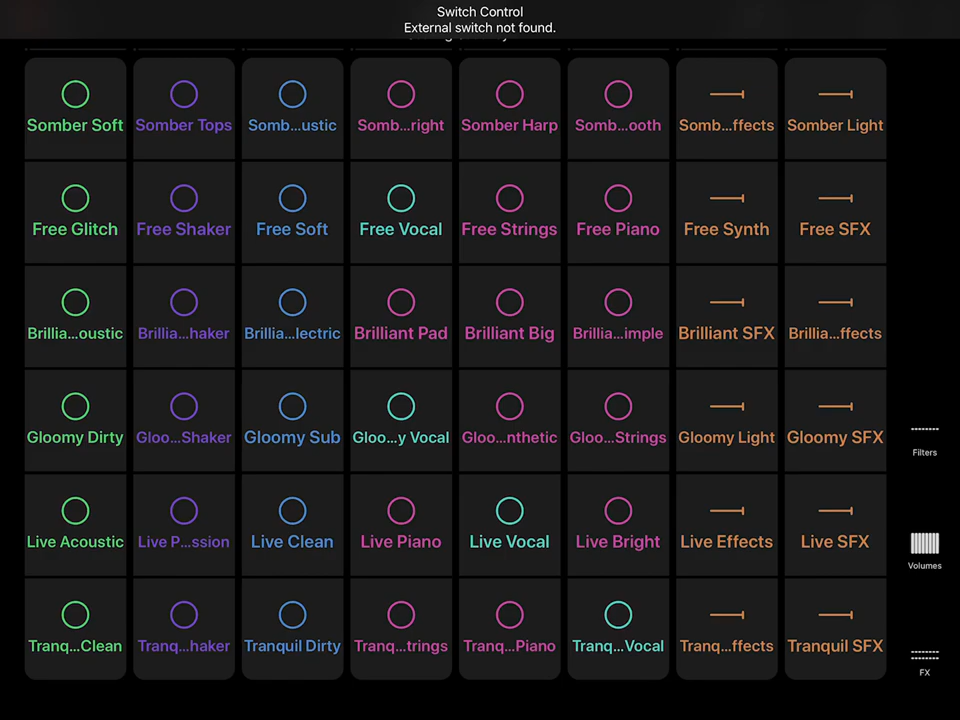 Switch Control
External switch not found.
Somber Soft
Somber Tops
Somb...ustic
Somb...right
Somber Harp
Somb...ooth
Somb...ffects
Somber Light
Free Glitch
Free Shaker
Free Soft
Free Vocal
Free Strings
Free Piano
Free Synth
Free SFX
Brillia...oustic
Brillia...haker
Brillia...lectric
Brilliant Pad
Brilliant Big
Brillia...imple
Brilliant SFX
Brillia...ffects
Gloomy Dirty
Gloo...Shaker
Gloomy Sub
Gloo...y Vocal
Gloo...nthetic
Gloo...Strings
Gloomy Light
Gloomy SFX
Filters
Live Acoustic
Live P...ssion
Live Clean
Live Piano
Live Vocal
Live Bright
Live Effects
Live SFX
Volumes
Tranq...Clean
Tranq...haker
Tranquil Dirty
Tranq...trings
Tranq...Piano
Tranq...Vocal
Tranq...ffects
Tranquil SFX
FX